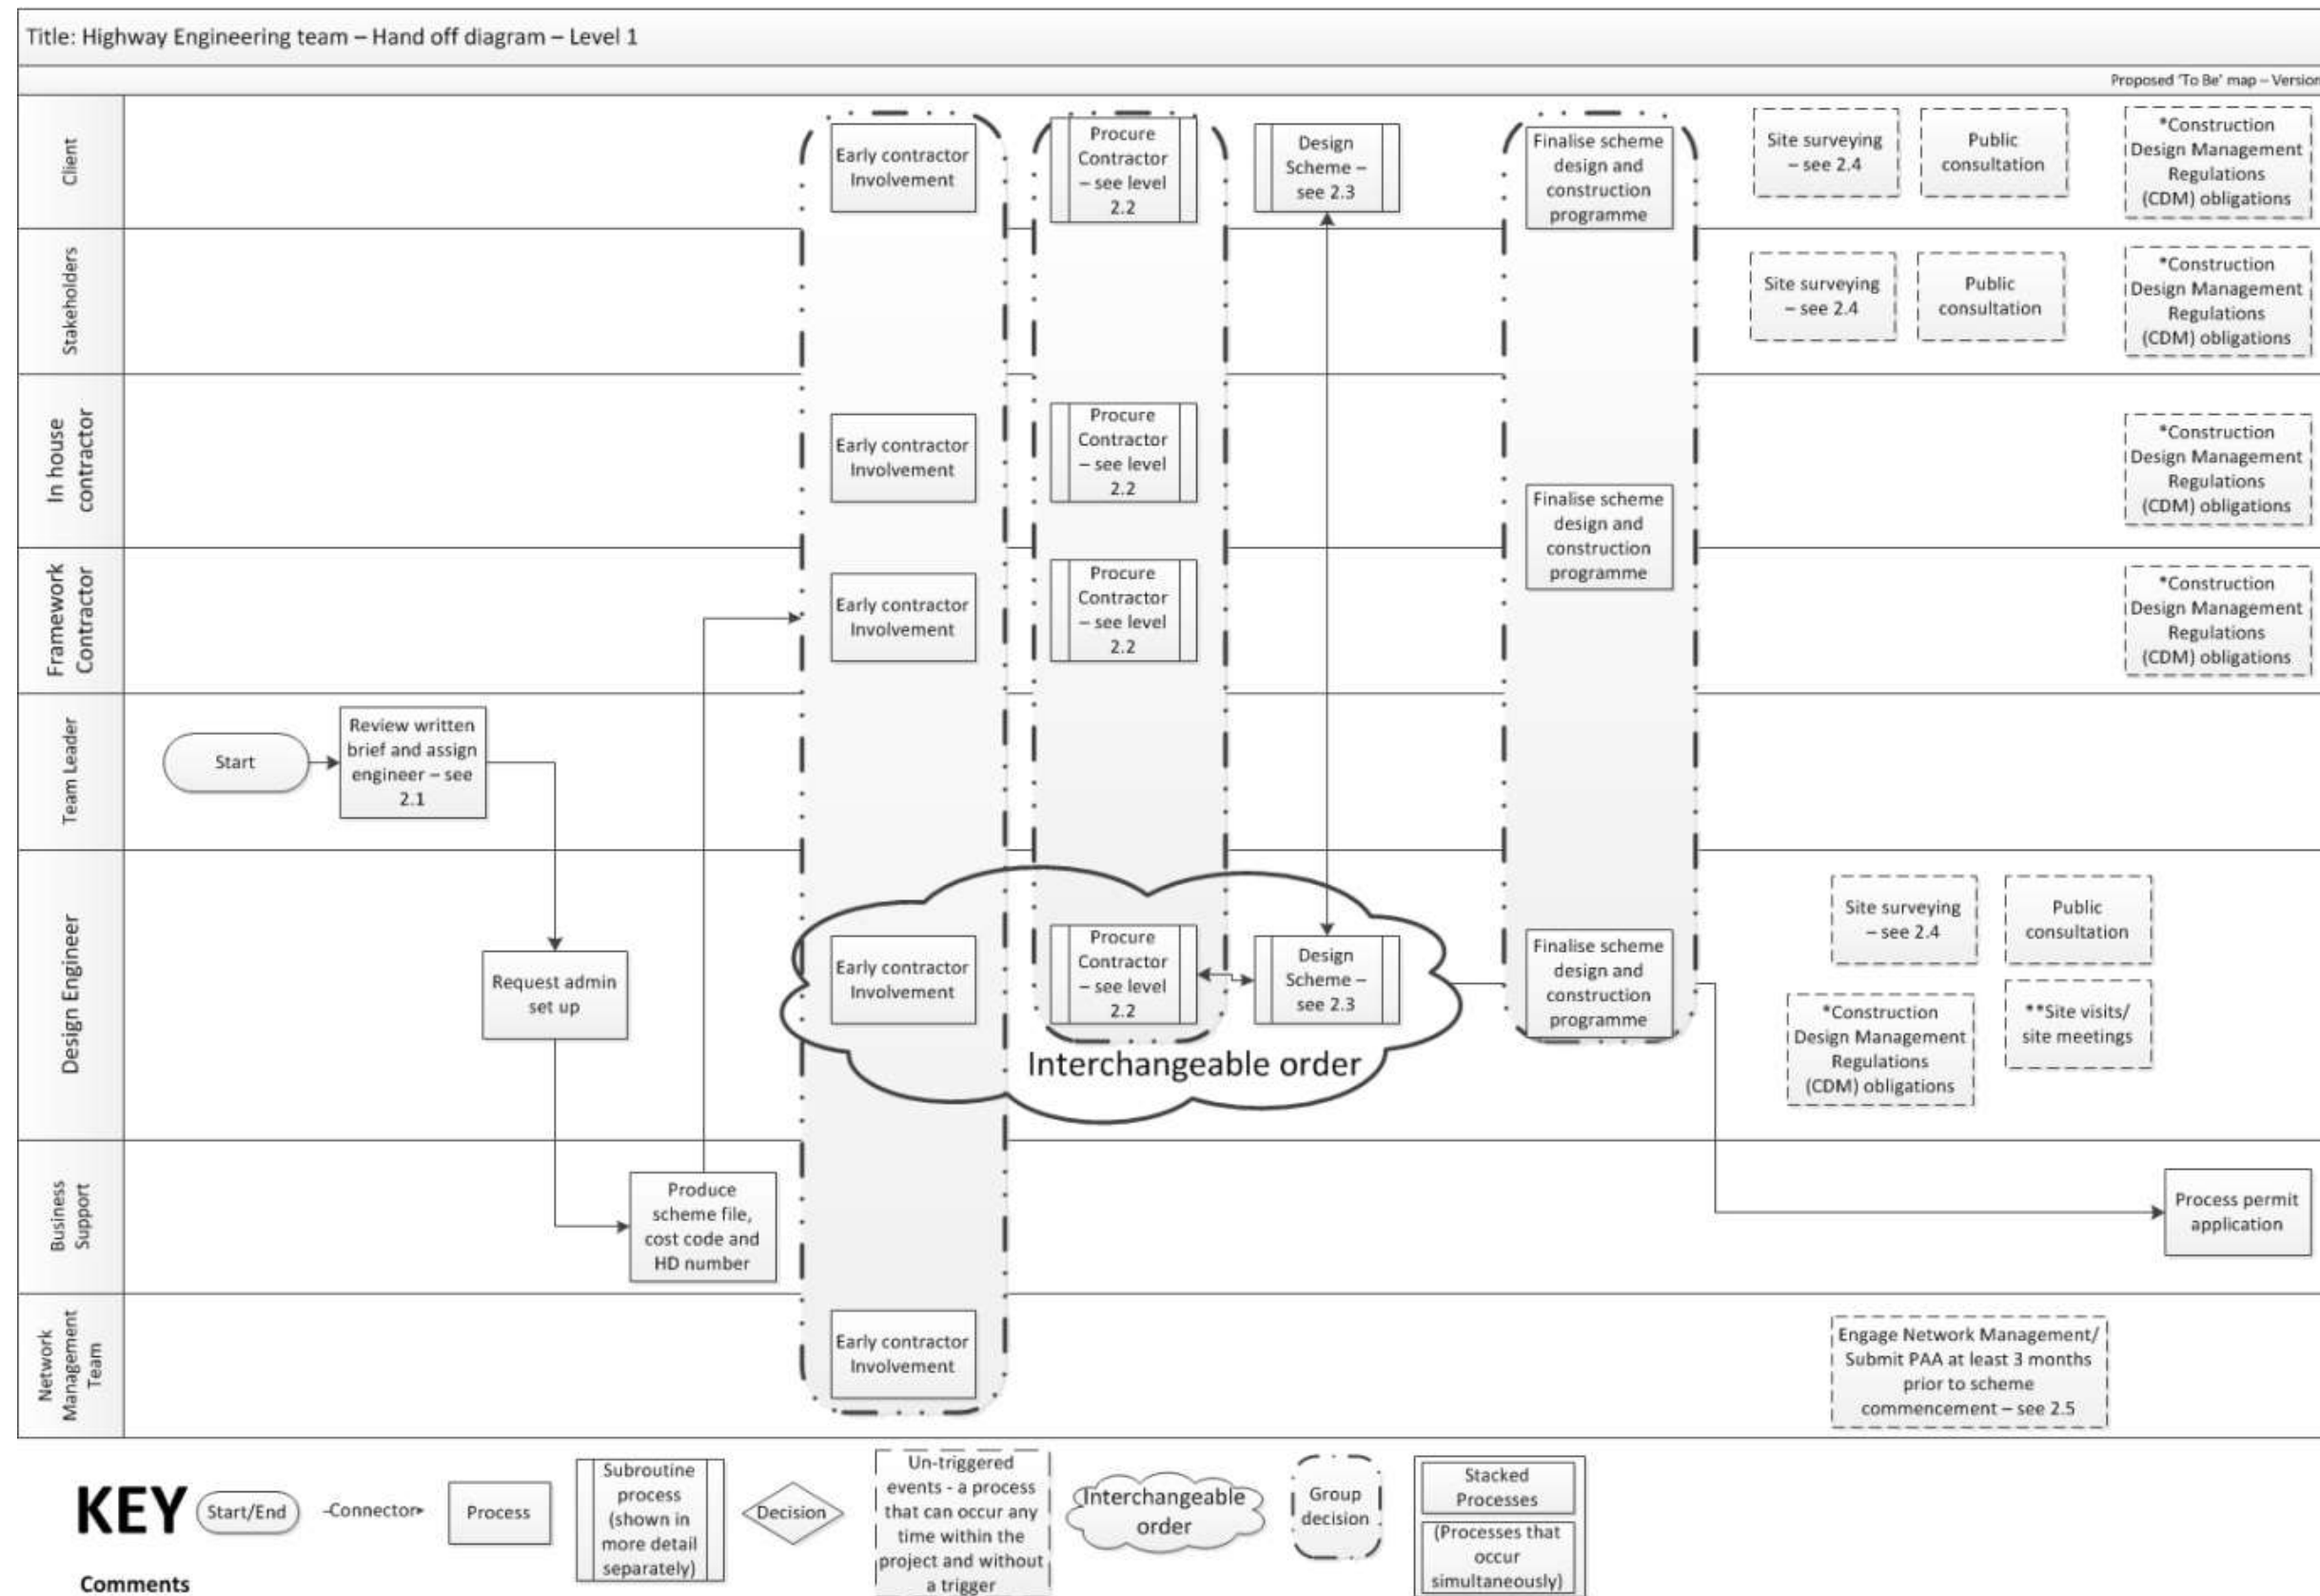 Title: Highway Engineering team – Hand off diagram – Level 1
Proposed 'To Be' map – Version
Client
Early contractor
Involvement
Procure
Contractor
– see level
2.2
Design
Scheme –
see 2.3
Finalise scheme
design and
construction
programme
Site surveying
– see 2.4
Public
consultation
*Construction
Design Management
Regulations
(CDM) obligations
Stakeholders
Site surveying
– see 2.4
Public
consultation
*Construction
Design Management
Regulations
(CDM) obligations
In house
contractor
Early contractor
Involvement
Procure
Contractor
– see level
2.2
Finalise scheme
design and
construction
programme
*Construction
Design Management
Regulations
(CDM) obligations
Framework
Contractor
Early contractor
Involvement
Procure
Contractor
– see level
2.2
*Construction
Design Management
Regulations
(CDM) obligations
Team Leader
Start
Review written
brief and assign
engineer – see
2.1
Design Engineer
Request admin
set up
Early contractor
Involvement
Procure
Contractor
– see level
2.2
Design
Scheme –
see 2.3
Interchangeable order
Finalise scheme
design and
construction
programme
Site surveying
– see 2.4
Public
consultation
*Construction
Design Management
Regulations
(CDM) obligations
**Site visits/
site meetings
Business
Support
Produce
scheme file,
cost code and
HD number
Process permit
application
Network
Management
Team
Early contractor
Involvement
Engage Network Management/
Submit PAA at least 3 months
prior to scheme
commencement – see 2.5
KEY
Start/End
Connector
Process
Subroutine
process
(shown in
more detail
separately)
Decision
Un-triggered
events - a process
that can occur any
time within the
project and without
a trigger
Interchangeable
order
Group
decision
Stacked
Processes
(Processes that
occur
simultaneously)
Comments